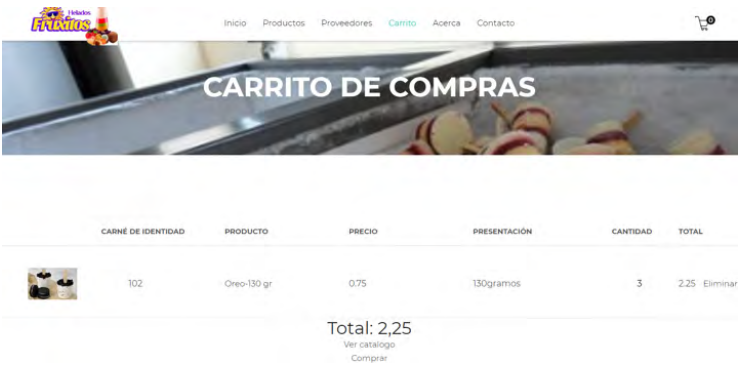 Helados
Frixatos
Inicio Productos Proveedores Carrito Acerca Contacto 0
CARRITO DE COMPRAS
CARNÉ DE IDENTIDAD PRODUCTO PRECIO PRESENTACIÓN CANTIDAD TOTAL
102 Oreo-130 gr 0.75 130gramos 3 2.25 Eliminar
Total: 2,25
Ver catalogo
Comprar